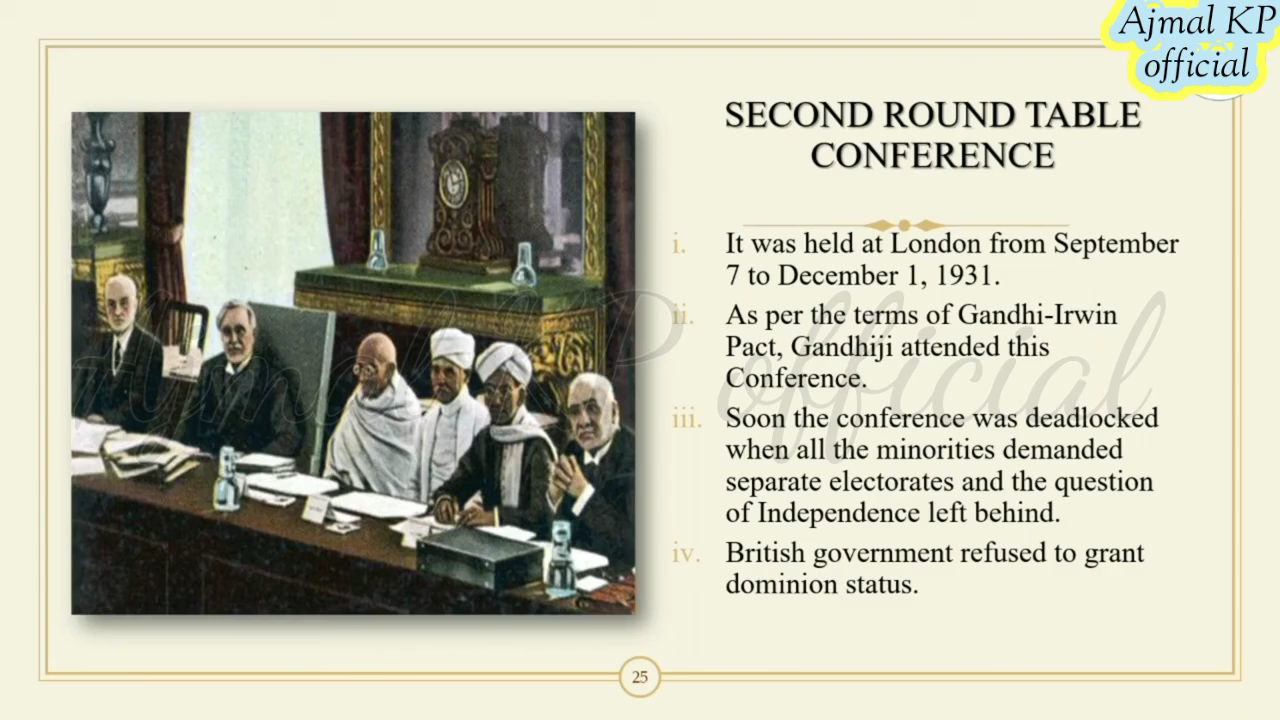 Ajmal KP
official
SECOND ROUND TABLE
CONFERENCE
i. It was held at London from September
7 to December 1, 1931.
ii. As per the terms of Gandhi-Irwin
Pact, Gandhiji attended this
Conference.
iii. Soon the conference was deadlocked
when all the minorities demanded
separate electorates and the question
of Independence left behind.
iv. British government refused to grant
dominion status.
Ajmal KP official
25